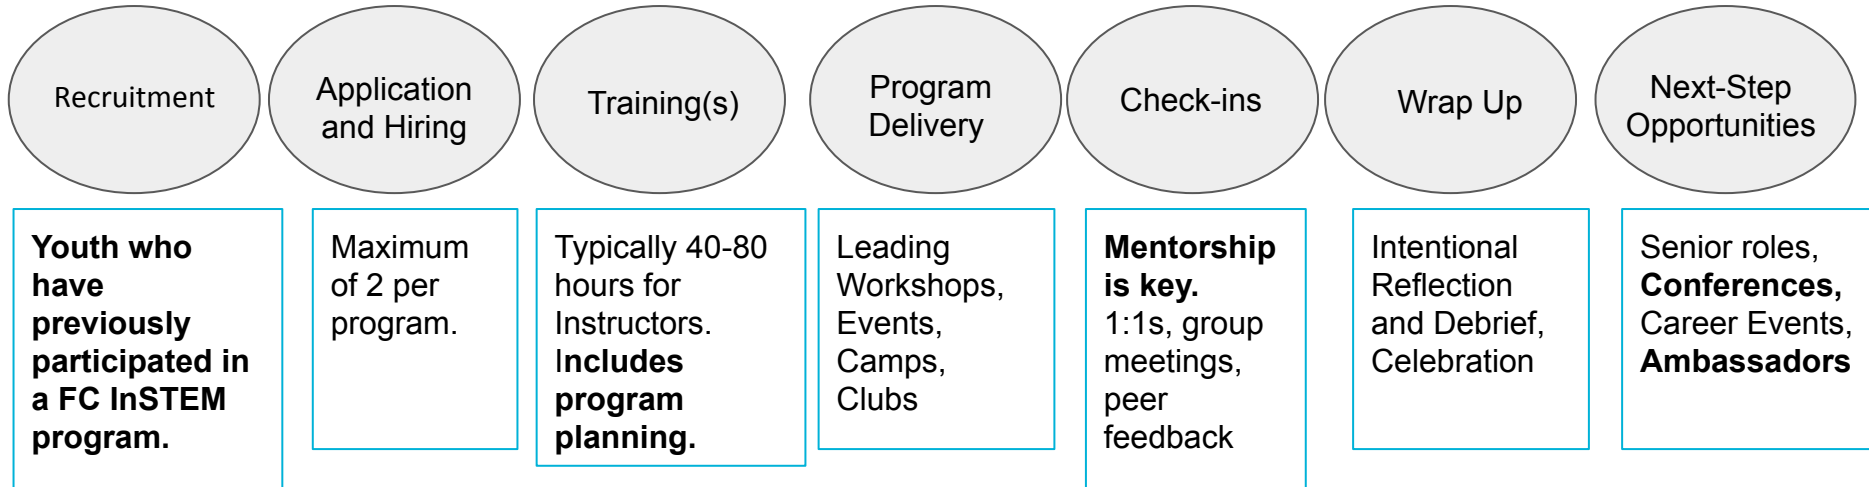 Recruitment
Application
and Hiring
Training(s)
Program
Delivery
Check-ins
Wrap Up
Next-Step
Opportunities
Youth who
have
previously
participated in
a FC InSTEM
program.
Maximum
of 2 per
program.
Typically 40-80
hours for
Instructors.
Includes
program
planning.
Leading
Workshops,
Events,
Camps,
Clubs
Mentorship
is key.
1:1s, group
meetings,
peer
feedback
Intentional
Reflection
and Debrief,
Celebration
Senior roles,
Conferences,
Career Events,
Ambassadors